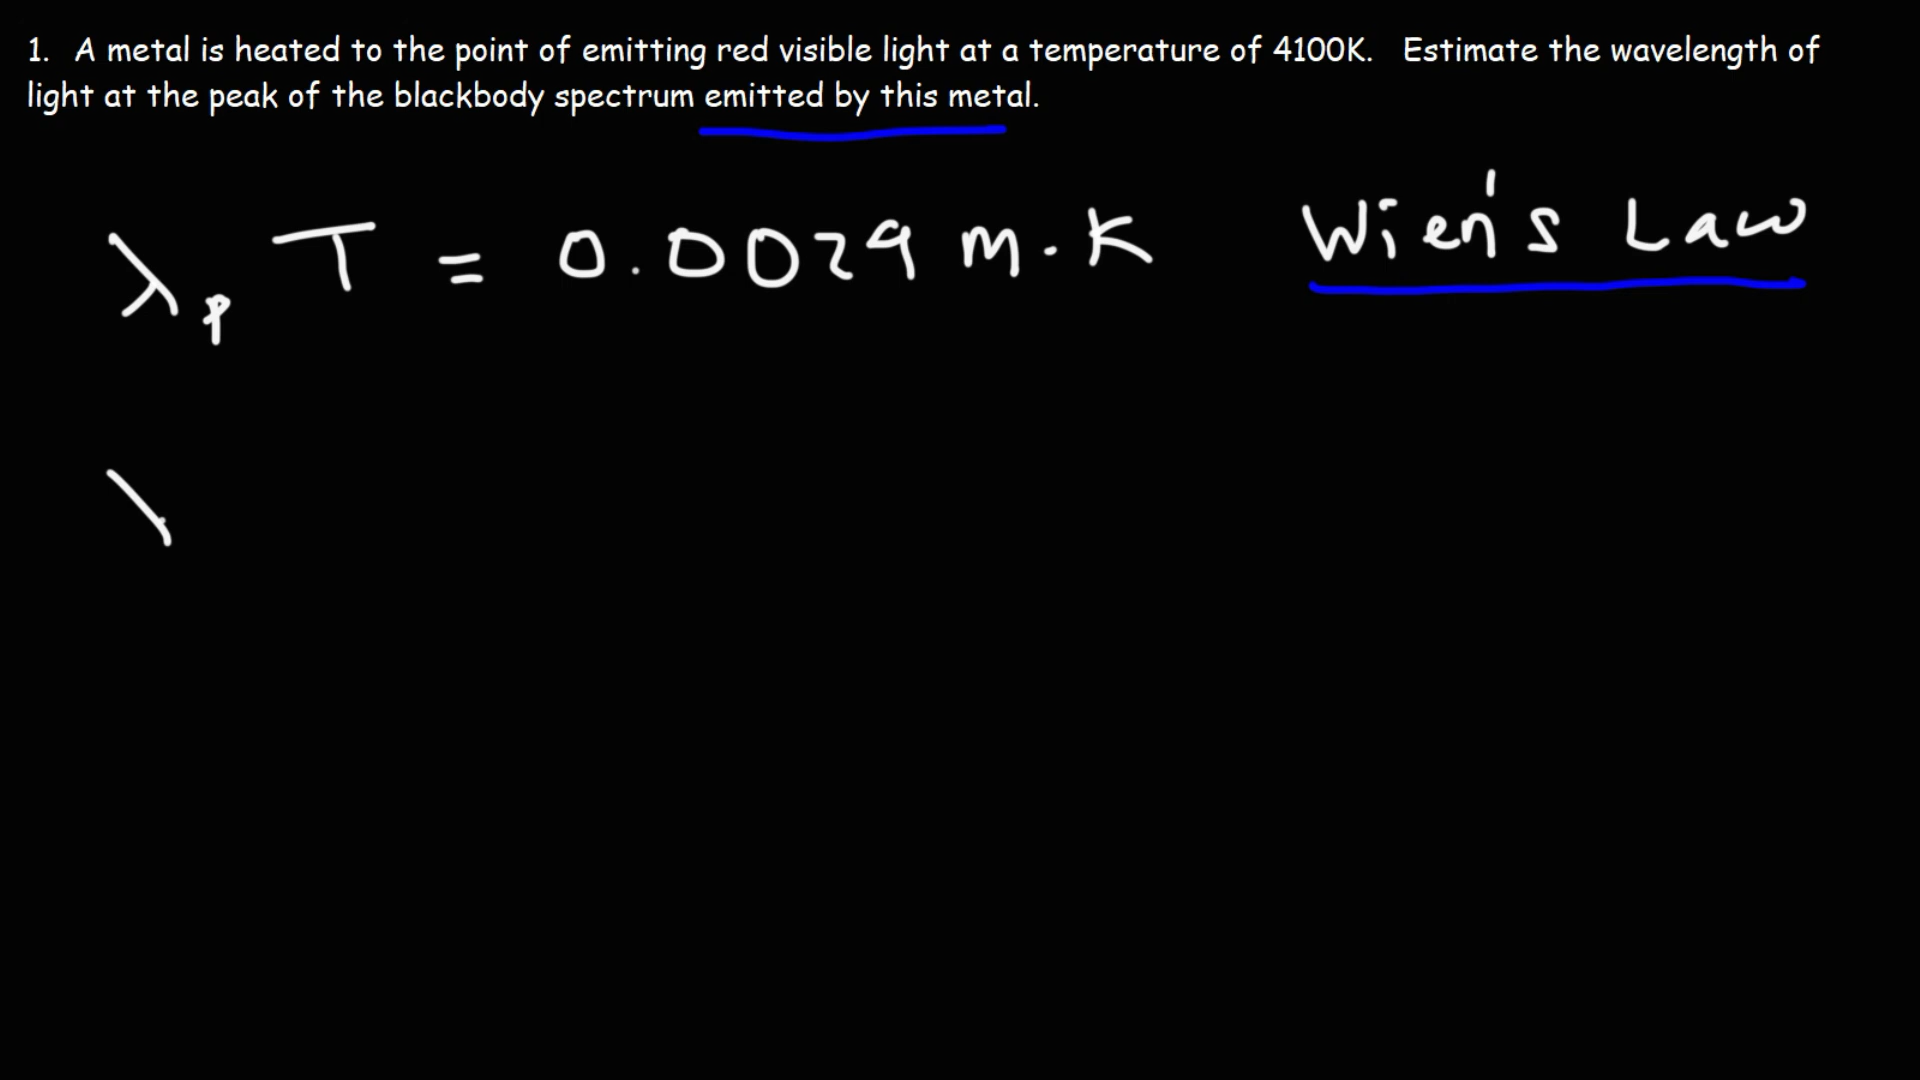 1. A metal is heated to the point of emitting red visible light at a temperature of 4100K. Estimate the wavelength of
light at the peak of the blackbody spectrum emitted by this metal.
λp T = 0.0029 m·K Wien's Law